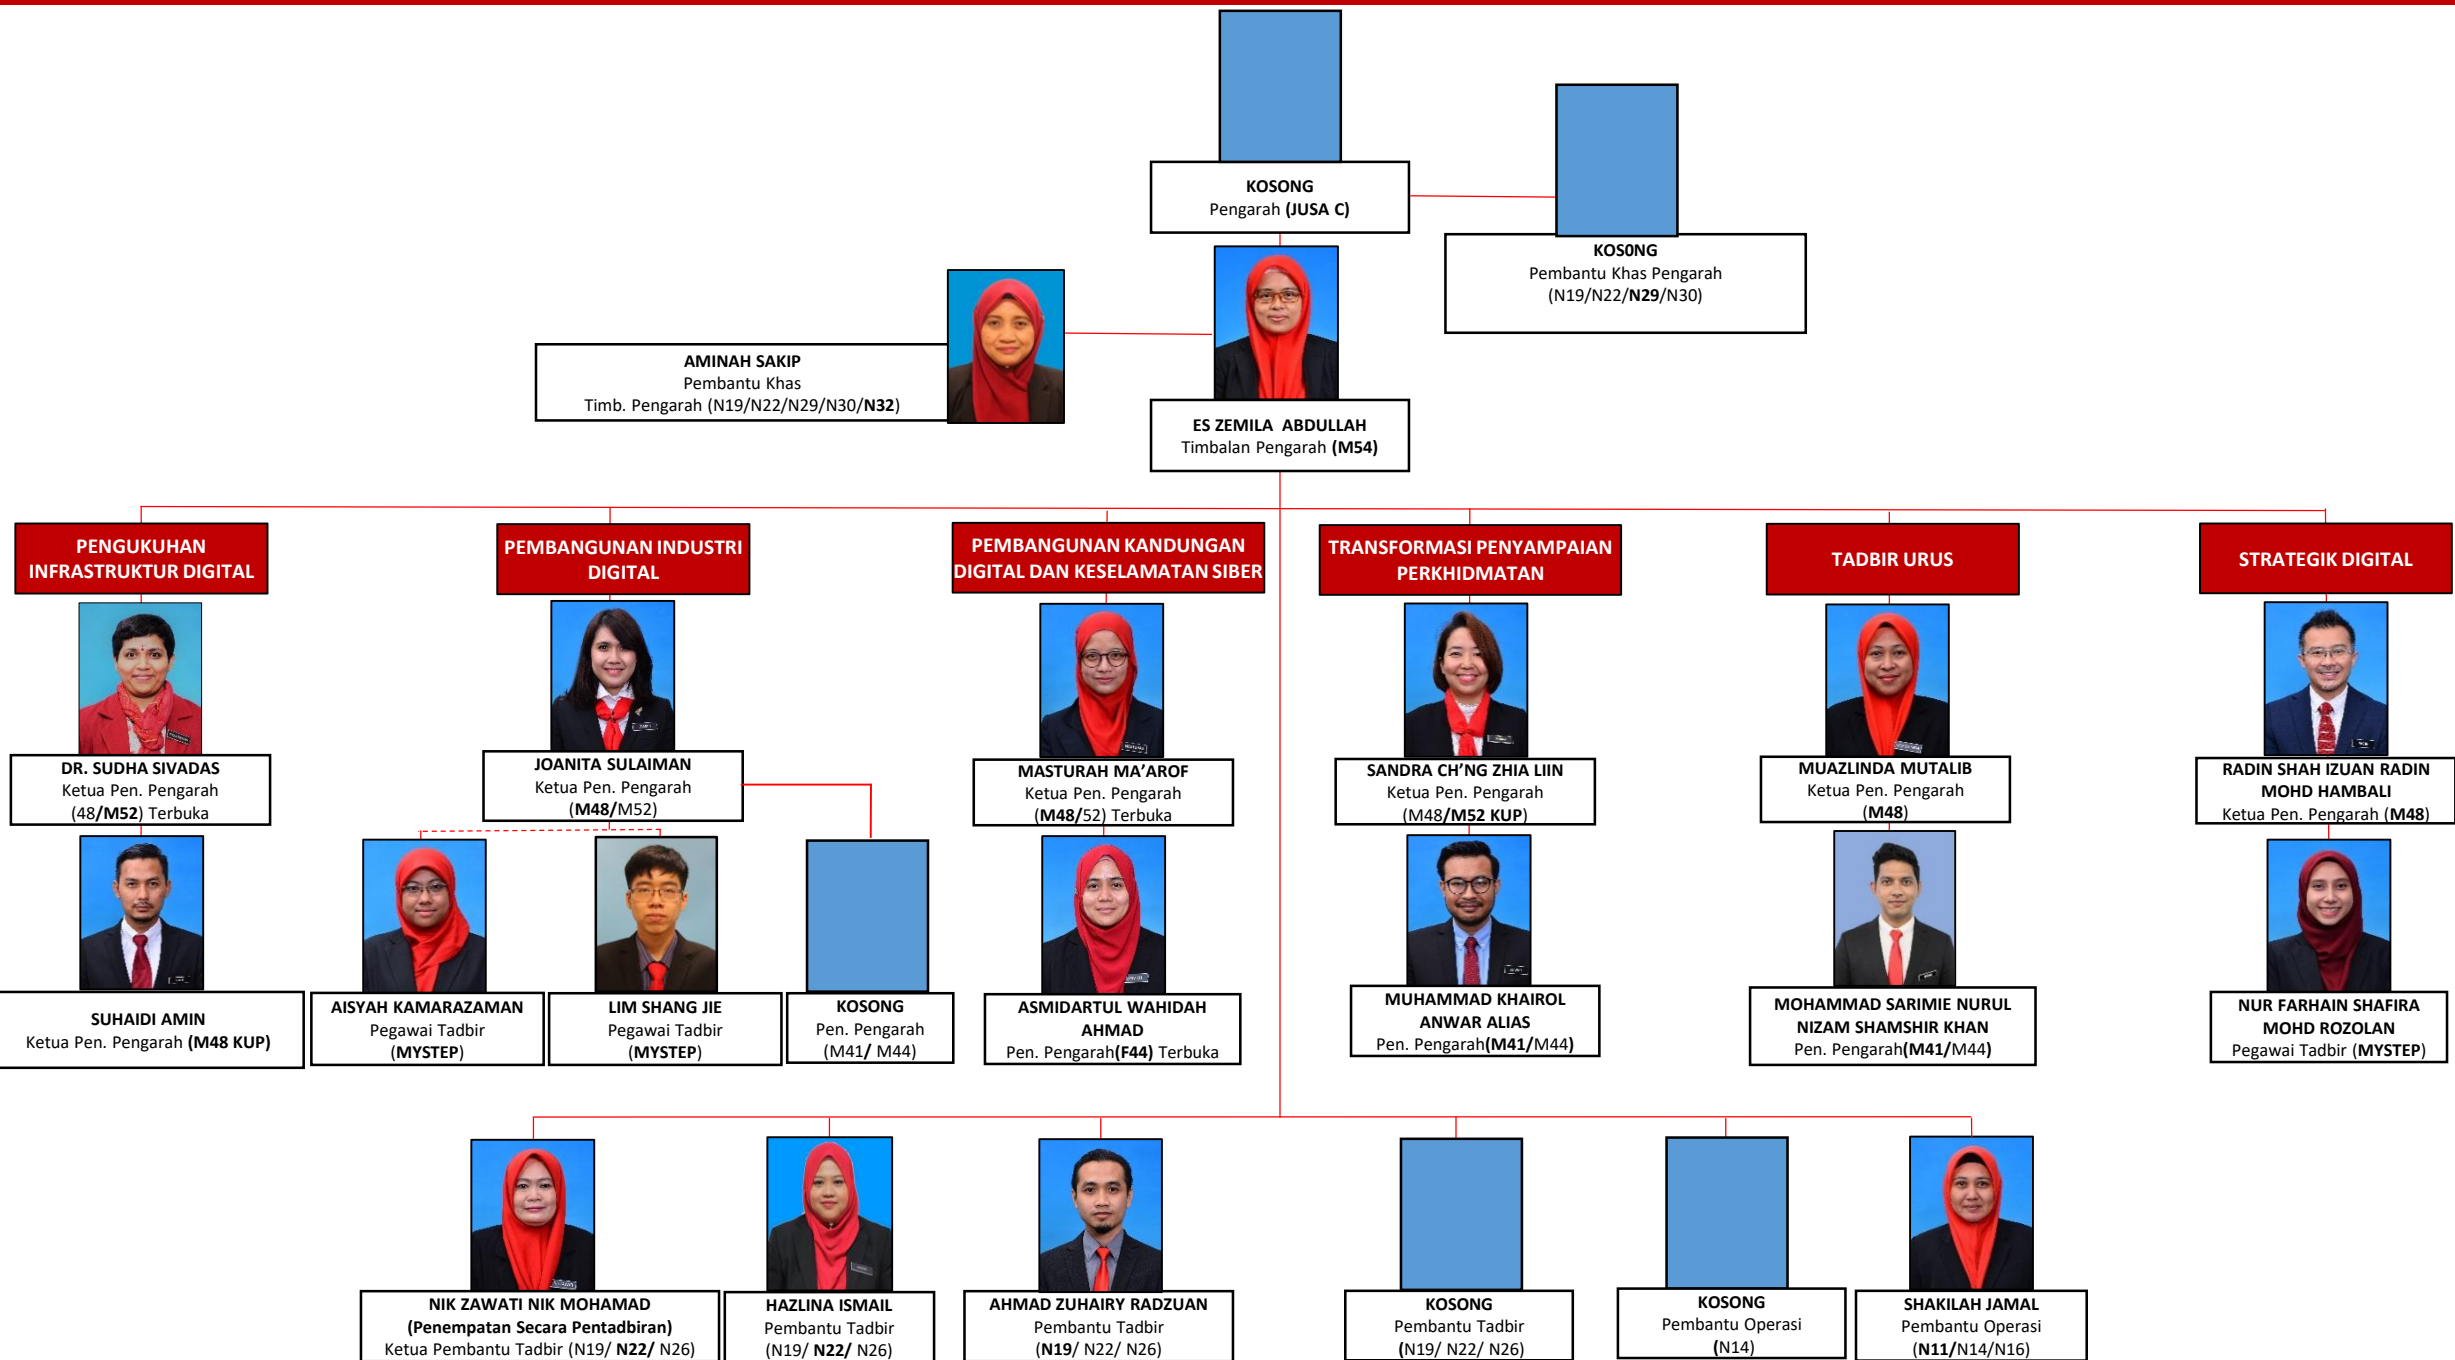 KOSONG
Pengarah (JUSA C)
KOS0NG
Pembantu Khas Pengarah
(N19/N22/N29/N30)
AMINAH SAKIP
Pembantu Khas
Timb. Pengarah (N19/N22/N29/N30/N32)
ES ZEMILA ABDULLAH
Timbalan Pengarah (M54)
PENGUKUHAN
INFRASTRUKTUR DIGITAL
PEMBANGUNAN INDUSTRI
DIGITAL
PEMBANGUNAN KANDUNGAN
DIGITAL DAN KESELAMATAN SIBER
TRANSFORMASI PENYAMPAIAN
PERKHIDMATAN
TADBIR URUS
STRATEGIK DIGITAL
DR. SUDHA SIVADAS
Ketua Pen. Pengarah
(48/M52) Terbuka
JOANITA SULAIMAN
Ketua Pen. Pengarah
(M48/M52)
MASTURAH MA’AROF
Ketua Pen. Pengarah
(M48/52) Terbuka
SANDRA CH’NG ZHIA LIIN
Ketua Pen. Pengarah
(M48/M52 KUP)
MUAZLINDA MUTALIB
Ketua Pen. Pengarah
(M48)
RADIN SHAH IZUAN RADIN
MOHD HAMBALI
Ketua Pen. Pengarah (M48)
SUHAIDI AMIN
Ketua Pen. Pengarah (M48 KUP)
AISYAH KAMARAZAMAN
Pegawai Tadbir
(MYSTEP)
LIM SHANG JIE
Pegawai Tadbir
(MYSTEP)
KOSONG
Pen. Pengarah
(M41/ M44)
ASMIDARTUL WAHIDAH
AHMAD
Pen. Pengarah(F44) Terbuka
MUHAMMAD KHAIROL
ANWAR ALIAS
Pen. Pengarah(M41/M44)
MOHAMMAD SARIMIE NURUL
NIZAM SHAMSHIR KHAN
Pen. Pengarah(M41/M44)
NUR FARHAIN SHAFIRA
MOHD ROZOLAN
Pegawai Tadbir (MYSTEP)
NIK ZAWATI NIK MOHAMAD
(Penempatan Secara Pentadbiran)
Ketua Pembantu Tadbir (N19/ N22/ N26)
HAZLINA ISMAIL
Pembantu Tadbir
(N19/ N22/ N26)
AHMAD ZUHAIRY RADZUAN
Pembantu Tadbir
(N19/ N22/ N26)
KOSONG
Pembantu Tadbir
(N19/ N22/ N26)
KOSONG
Pembantu Operasi
(N14)
SHAKILAH JAMAL
Pembantu Operasi
(N11/N14/N16)